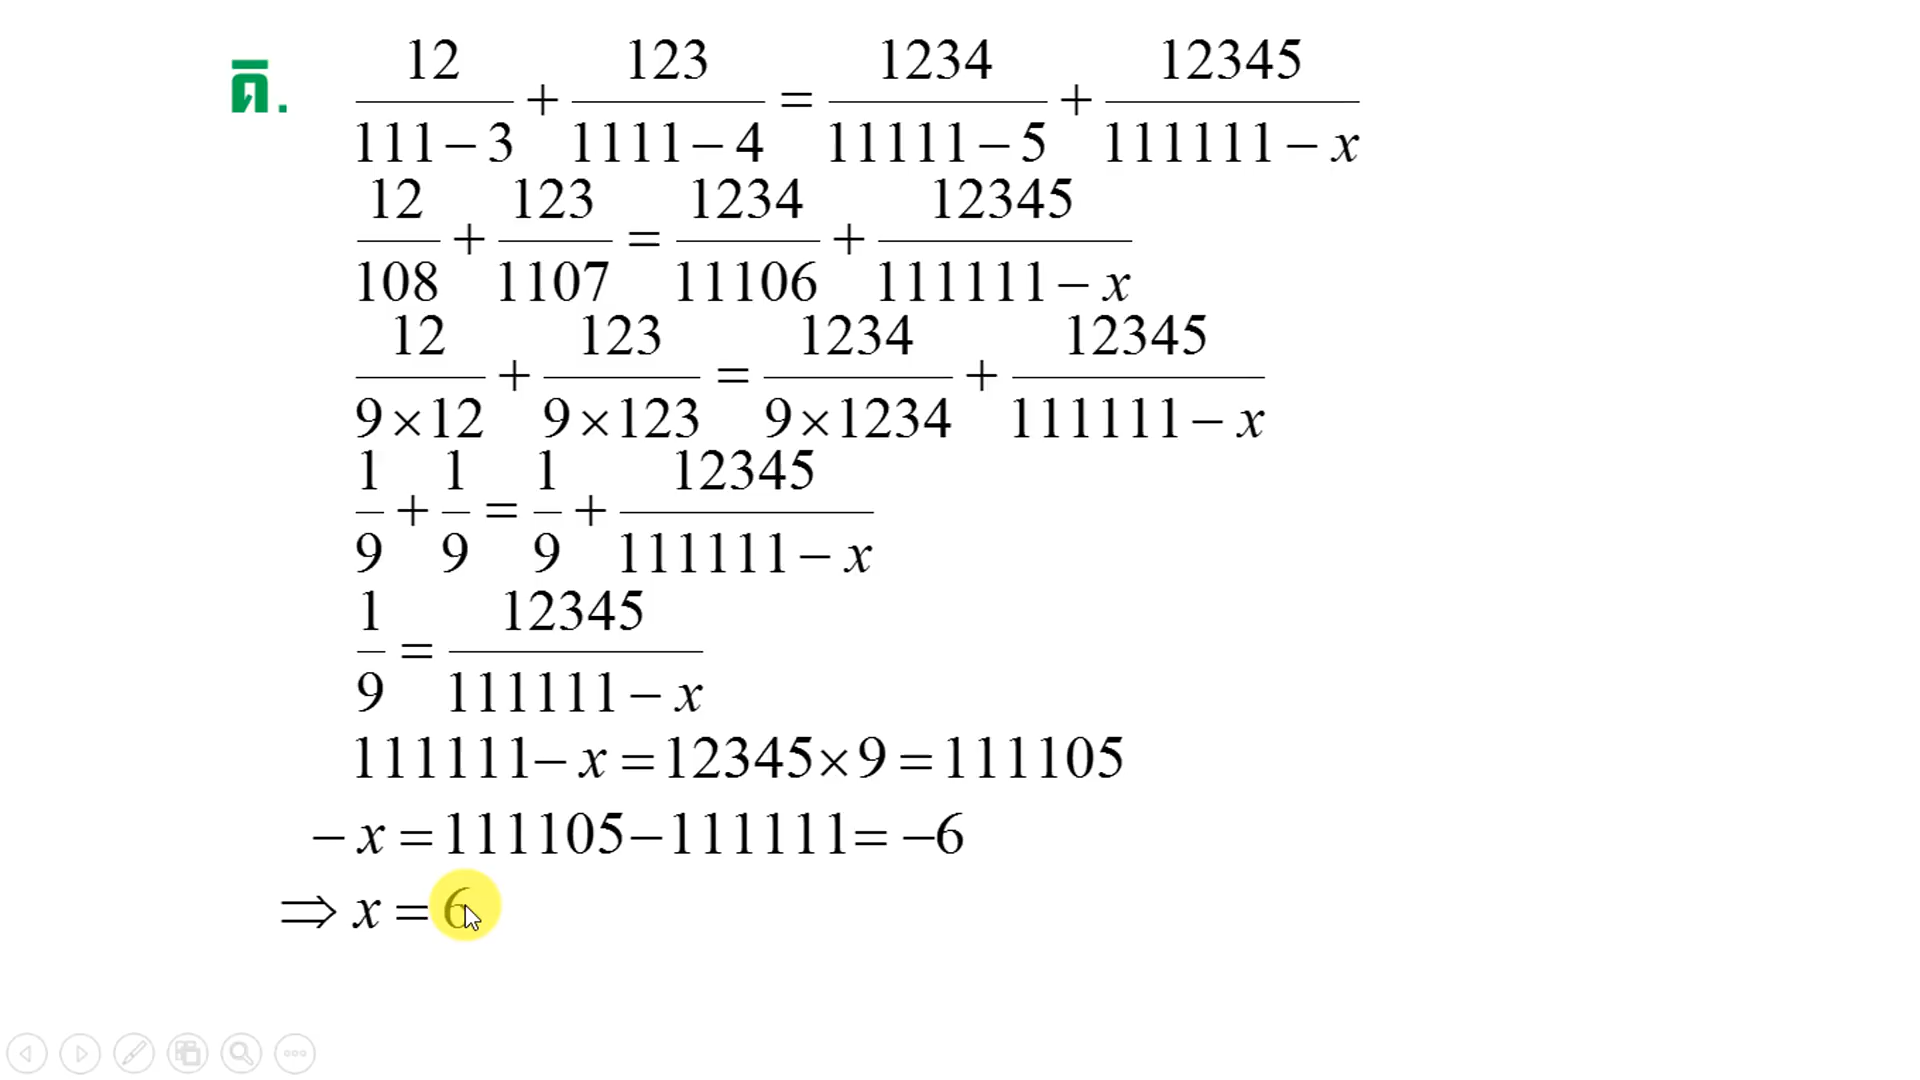 ติ. 12/(111-3) + 123/(1111-4) = 1234/(11111-5) + 12345/(111111-x)
12/108 + 123/1107 = 1234/11106 + 12345/(111111-x)
12/(9×12) + 123/(9×123) = 1234/(9×1234) + 12345/(111111-x)
1/9 + 1/9 = 1/9 + 12345/(111111-x)
1/9 = 12345/(111111-x)
111111-x = 12345×9 = 111105
-x = 111105-111111 = -6
⇒ x = 6